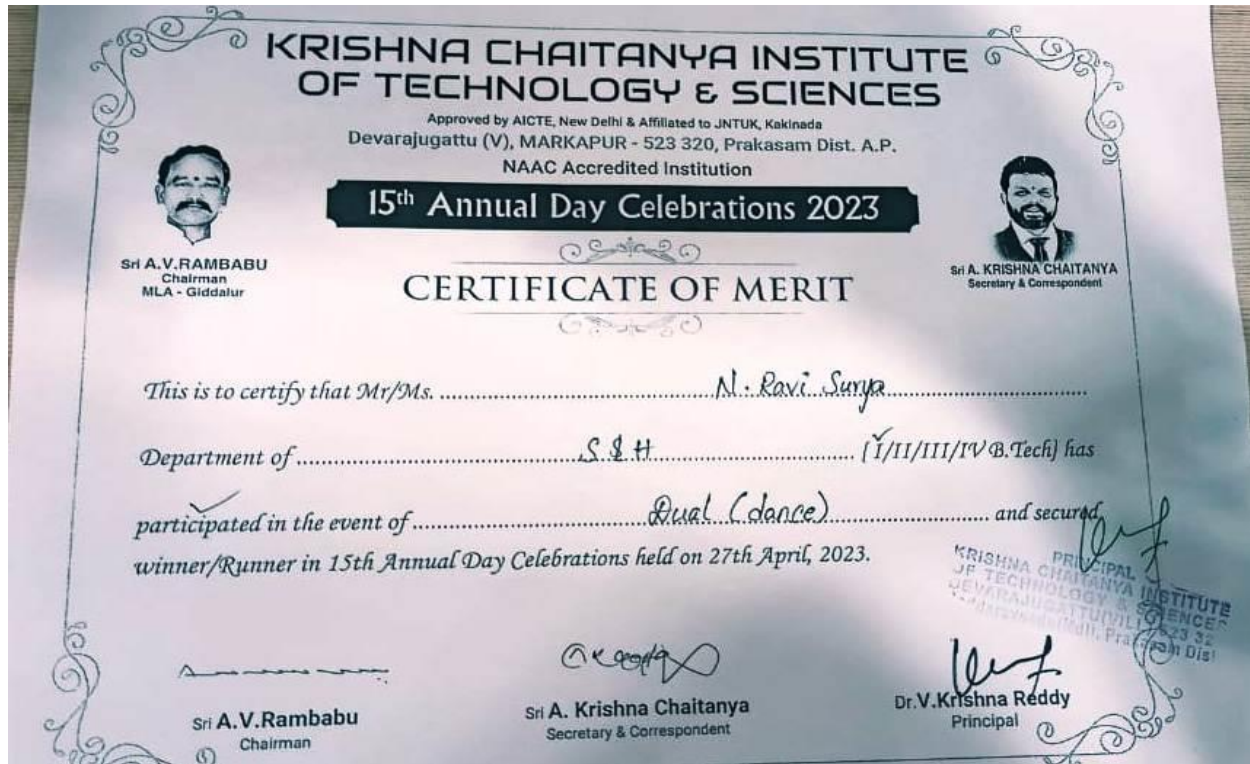 KRISHNA CHAITANYA INSTITUTE
OF TECHNOLOGY & SCIENCES
Approved by AICTE, New Delhi & Affiliated to JNTUK, Kakinada
Devarajugattu (V), MARKAPUR - 523 320, Prakasam Dist. A.P.
NAAC Accredited Institution
15th Annual Day Celebrations 2023
Sri A.V.RAMBABU
Chairman
MLA - Giddalur
Sri A. KRISHNA CHAITANYA
Secretary & Correspondent
CERTIFICATE OF MERIT
This is to certify that Mr/Ms. N. Ravi Surya
Department of S & H (I/II/III/IV B.Tech) has
participated in the event of Dual (dance) and secured
winner/Runner in 15th Annual Day Celebrations held on 27th April, 2023.
PRINCIPAL
KRISHNA CHAITANYA INSTITUTE
OF TECHNOLOGY & SCIENCES
DEVARAJUGATTU(VIL)
Sri A.V.Rambabu
Chairman
Sri A. Krishna Chaitanya
Secretary & Correspondent
Dr.V.Krishna Reddy
Principal